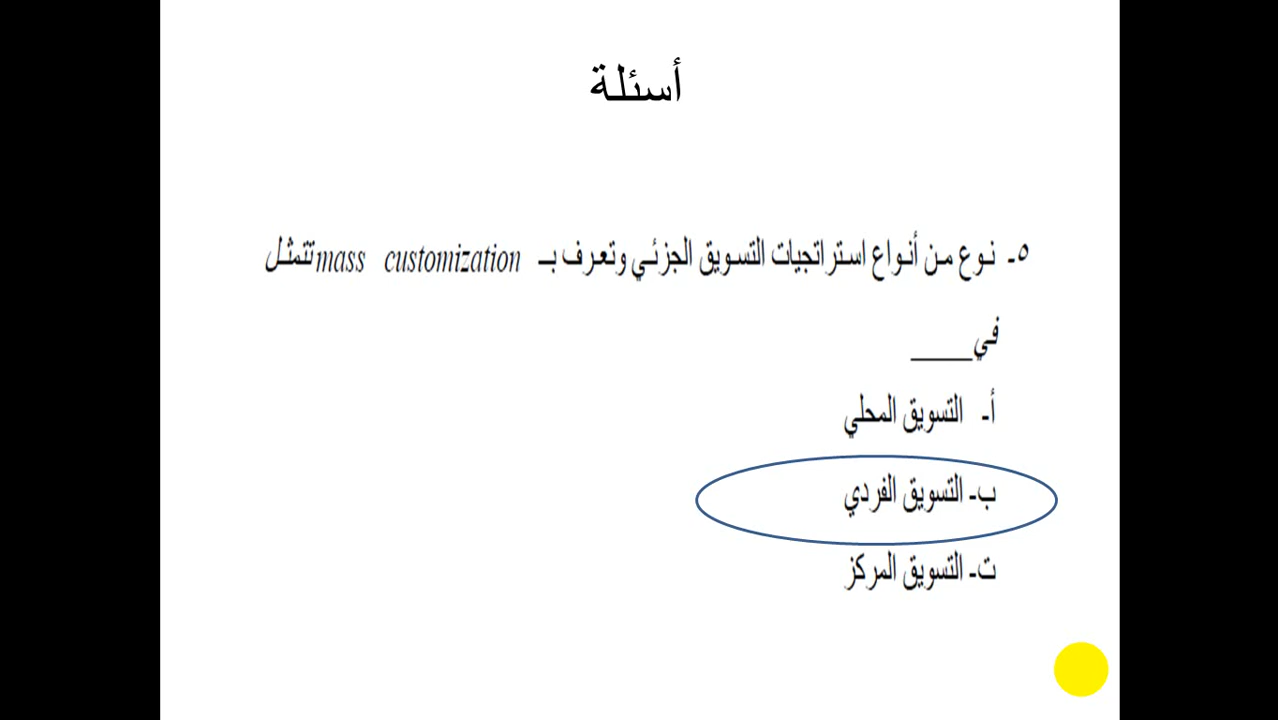 أسئلة
٥- نوع من أنواع استراتجيات التسويق الجزئي وتعرف بـ mass customization تتمثل
في____
أ- التسويق المحلي
ب- التسويق الفردي
ت- التسويق المركز